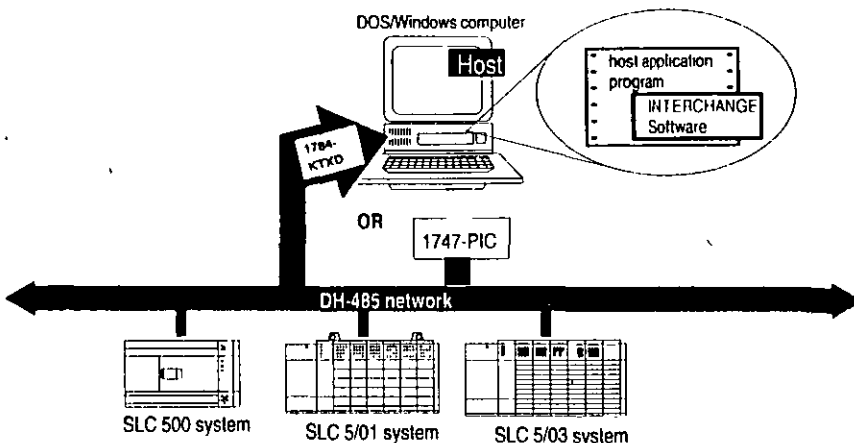 DOS/Windows computer
Host
host application
program
INTERCHANGE
Software
1784-
KTXD
OR
1747-PIC
DH-485 network
SLC 500 system
SLC 5/01 system
SLC 5/03 system